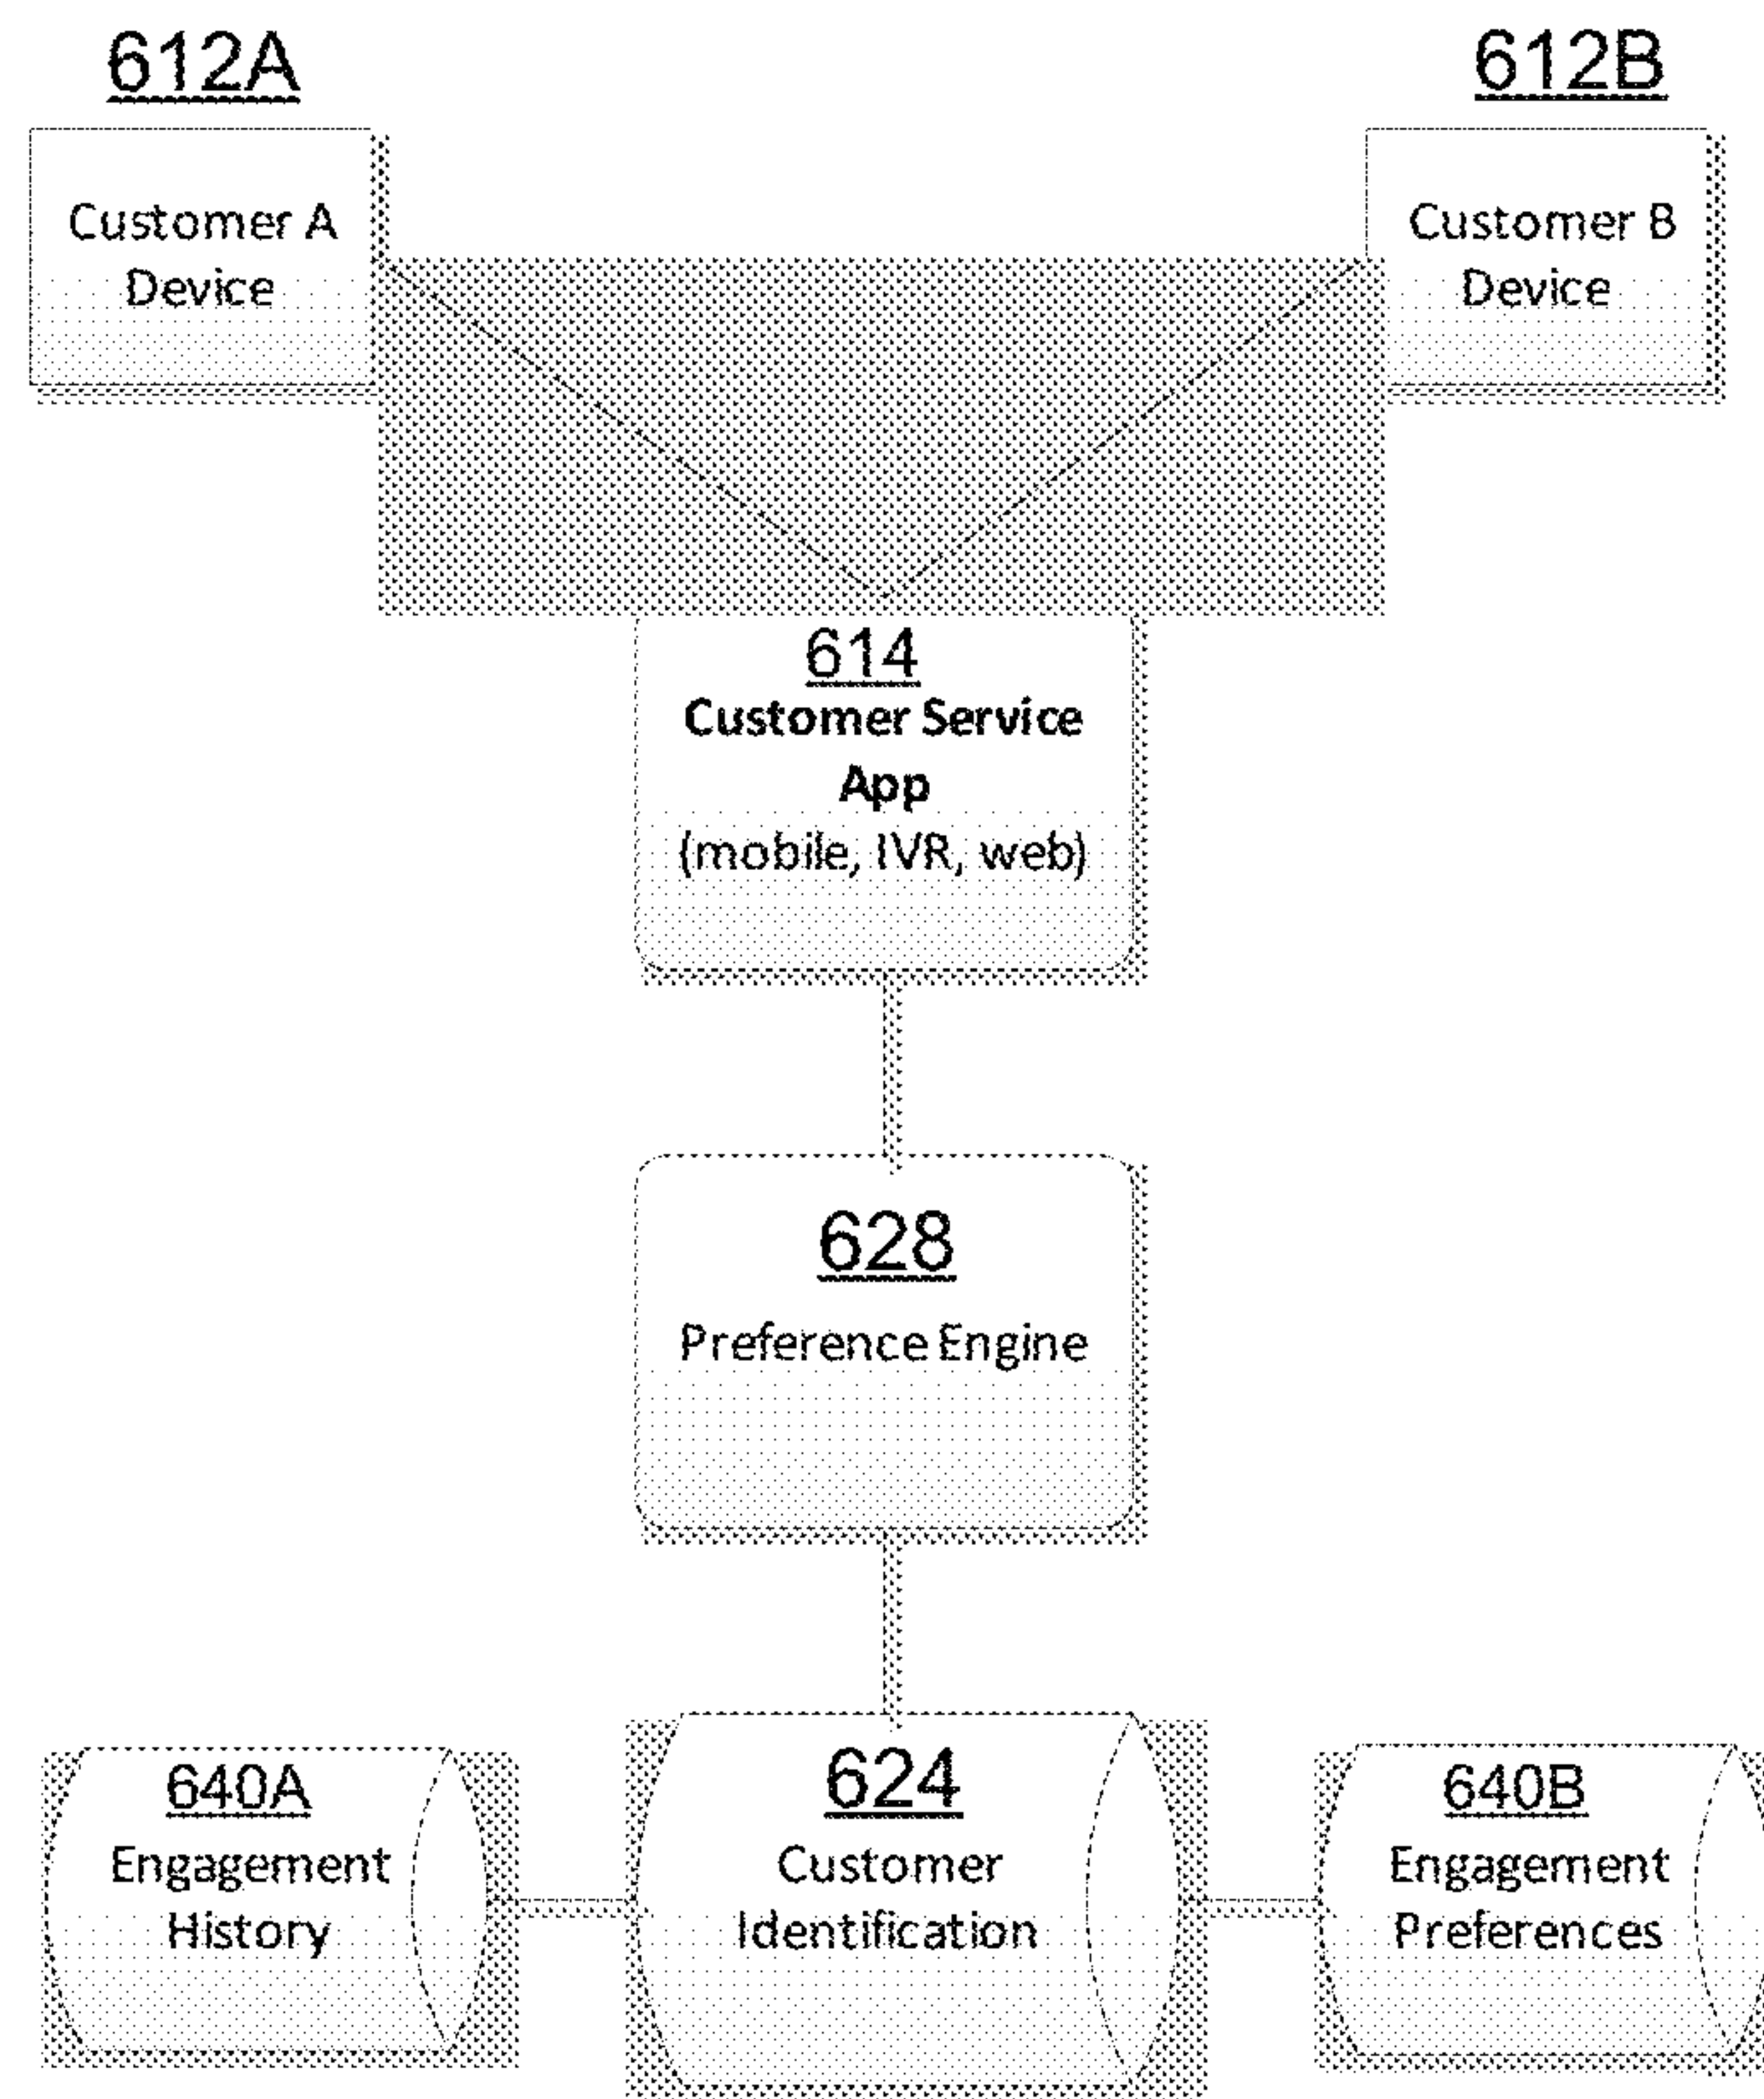 612A
612B
Customer A
Device
Customer B
Device
614
Customer Service
App
(mobile, IVR, web)
628
Preference Engine
640A
Engagement
History
624
Customer
Identification
640B
Engagement
Preferences